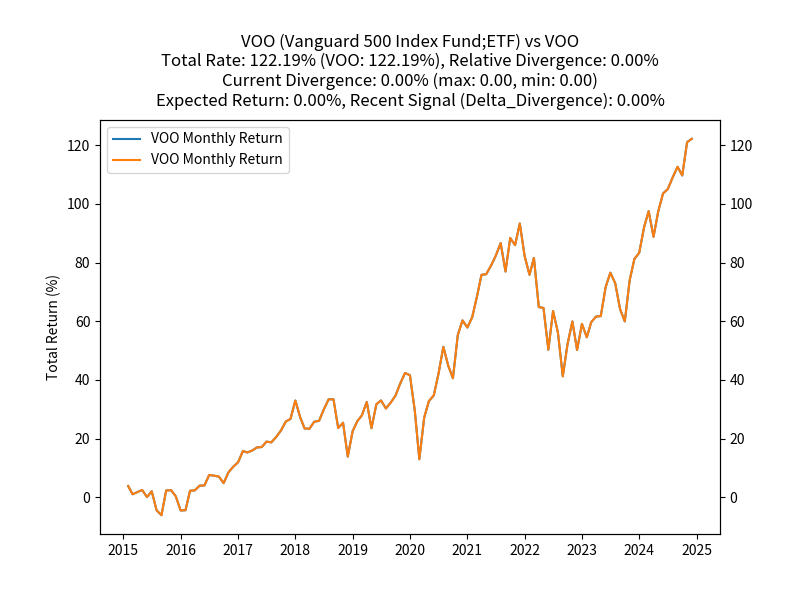 VOO (Vanguard 500 Index Fund;ETF) vs VOO
Total Rate: 122.19% (VOO: 122.19%), Relative Divergence: 0.00%
Current Divergence: 0.00% (max: 0.00, min: 0.00)
Expected Return: 0.00%, Recent Signal (Delta_Divergence): 0.00%
VOO Monthly Return
VOO Monthly Return
Total Return (%)
120
100
80
60
40
20
0
120
100
80
60
40
20
0
2015 2016 2017 2018 2019 2020 2021 2022 2023 2024 2025